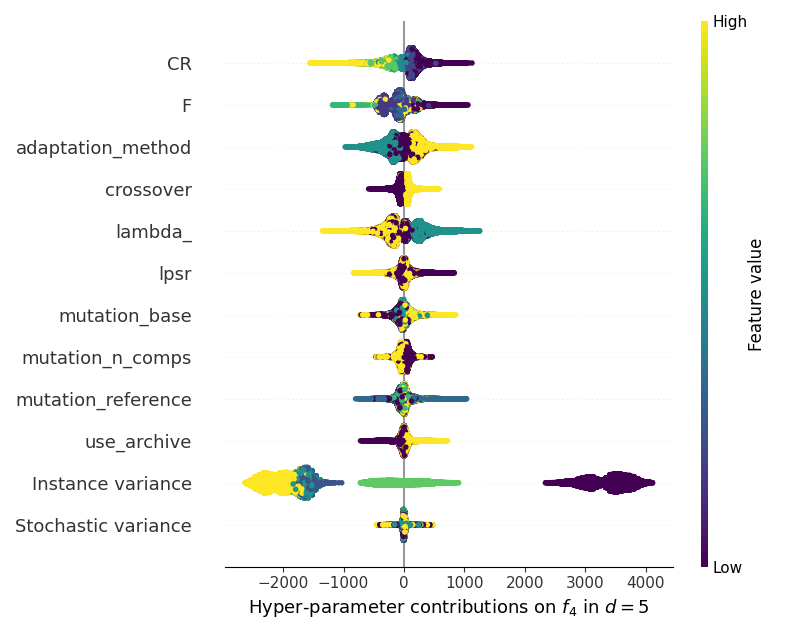 High
CR
F
adaptation_method
crossover
lambda_
lpsr
mutation_base
mutation_n_comps
mutation_reference
use_archive
Instance variance
Stochastic variance
Feature value
Low
−2000 −1000 0 1000 2000 3000 4000
Hyper-parameter contributions on f₄ in d = 5